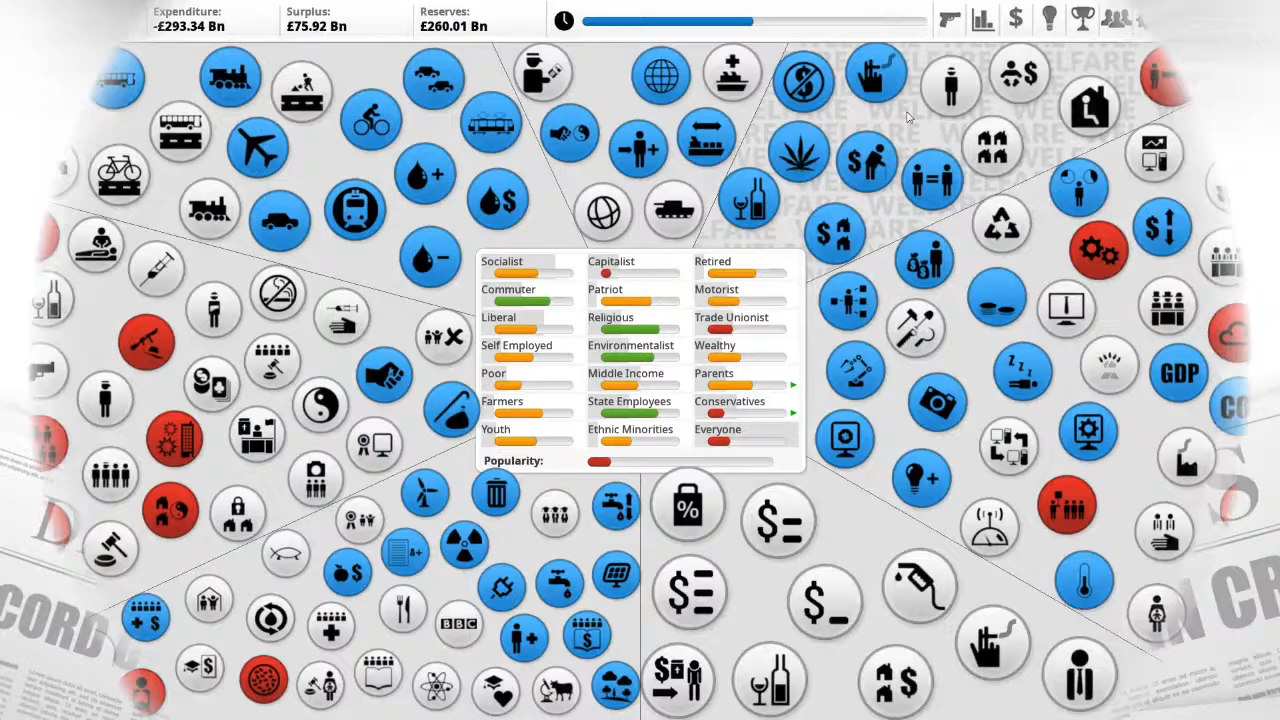 Expenditure: Surplus: Reserves:
-£293.34 Bn £75.92 Bn £260.01 Bn
WELFARE
Socialist Capitalist Retired
Commuter Patriot Motorist
Liberal Religious Trade Unionist
Self Employed Environmentalist Wealthy
Poor Middle Income Parents
Farmers State Employees Conservatives
Youth Ethnic Minorities Everyone
Popularity:
GDP
CO
A+
BBC